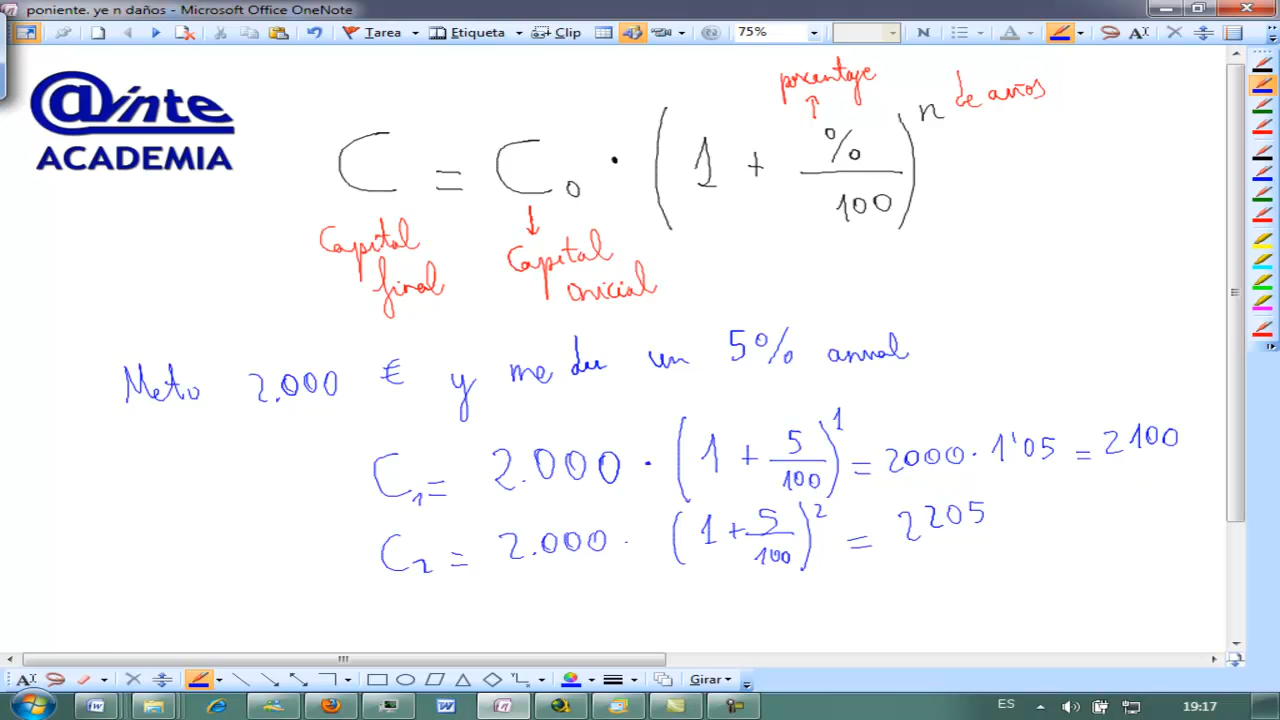 poniente. ye n daños - Microsoft Office OneNote
Tarea Etiqueta Clip 75% N A A
@inte
ACADEMIA
porcentaje
C = C₀ · (1 + %/100)ⁿ de años
Capital final
Capital inicial
Meto 2.000 € y me du un 5% anual
C₁ = 2.000 · (1 + 5/100)¹ = 2000 · 1'05 = 2100
C₂ = 2.000 · (1 + 5/100)² = 2205
A Girar
ES 19:17